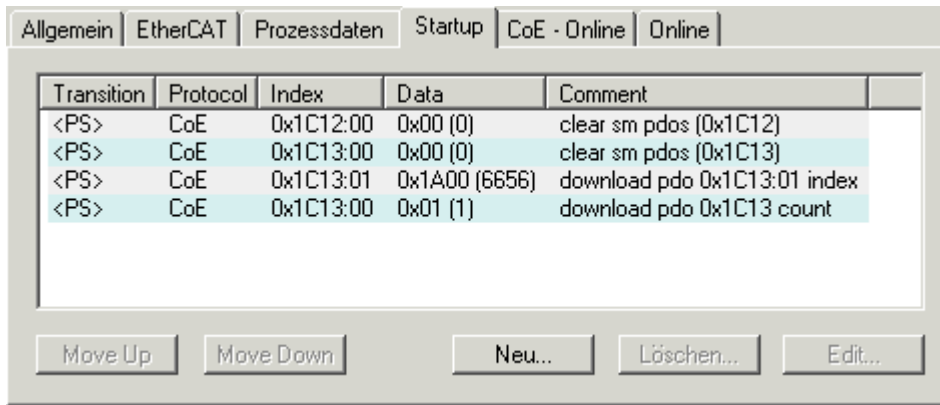 Allgemein EtherCAT Prozessdaten Startup CoE - Online Online
Transition Protocol Index Data Comment
<PS> CoE 0x1C12:00 0x00 (0) clear sm pdos (0x1C12)
<PS> CoE 0x1C13:00 0x00 (0) clear sm pdos (0x1C13)
<PS> CoE 0x1C13:01 0x1A00 (6656) download pdo 0x1C13:01 index
<PS> CoE 0x1C13:00 0x01 (1) download pdo 0x1C13 count
Move Up Move Down Neu... Löschen... Edit...